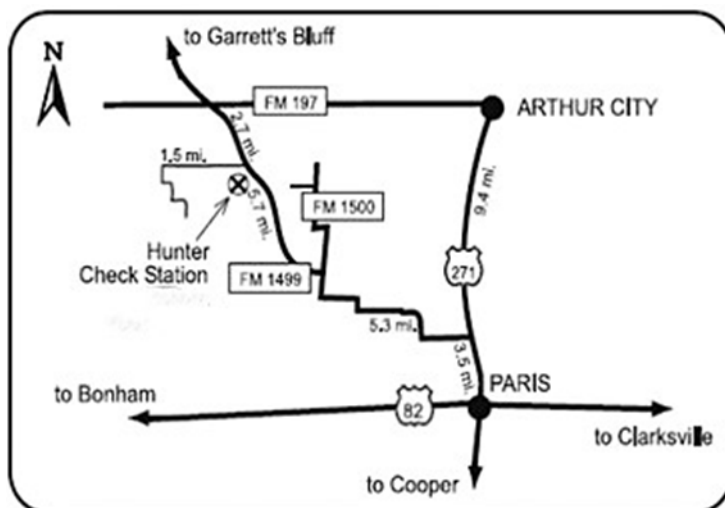 to Garrett's Bluff
N
FM 197
ARTHUR CITY
2.7 mi.
1.5 mi.
5.7 mi.
9.4 mi.
FM 1500
Hunter
Check Station
FM 1499
271
5.3 mi.
3.5 mi.
PARIS
to Bonham
82
to Clarksville
to Cooper